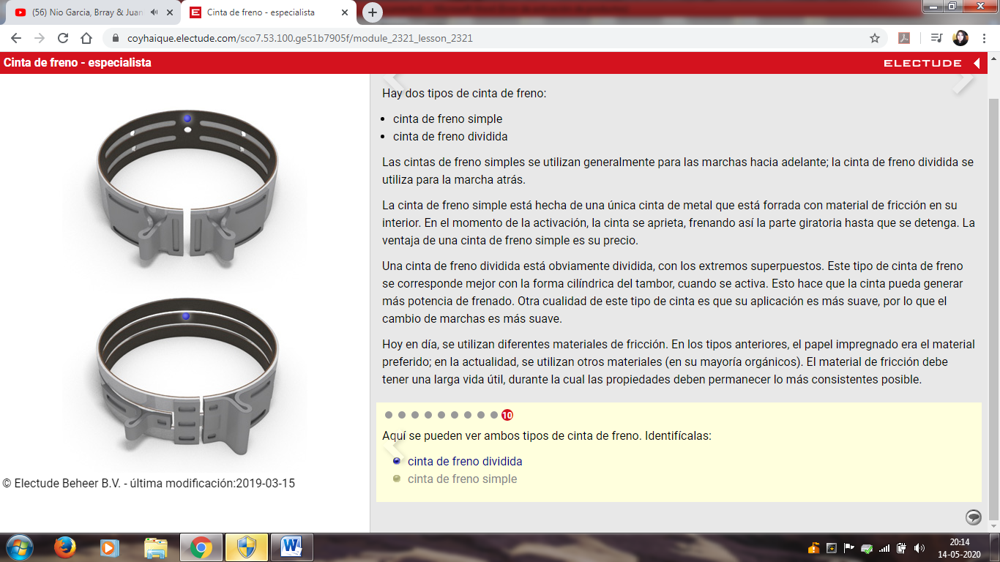 (56) Nio Garcia, Brray & Juan
Cinta de freno - especialista
coyhaique.electude.com/sco7.53.100.ge51b7905f/module_2321_lesson_2321
Cinta de freno - especialista
ELECTUDE
Hay dos tipos de cinta de freno:
• cinta de freno simple
• cinta de freno dividida
Las cintas de freno simples se utilizan generalmente para las marchas hacia adelante; la cinta de freno dividida se
utiliza para la marcha atrás.
La cinta de freno simple está hecha de una única cinta de metal que está forrada con material de fricción en su
interior. En el momento de la activación, la cinta se aprieta, frenando así la parte giratoria hasta que se detenga. La
ventaja de una cinta de freno simple es su precio.
Una cinta de freno dividida está obviamente dividida, con los extremos superpuestos. Este tipo de cinta de freno
se corresponde mejor con la forma cilíndrica del tambor, cuando se activa. Esto hace que la cinta pueda generar
más potencia de frenado. Otra cualidad de este tipo de cinta es que su aplicación es más suave, por lo que el
cambio de marchas es más suave.
Hoy en día, se utilizan diferentes materiales de fricción. En los tipos anteriores, el papel impregnado era el material
preferido; en la actualidad, se utilizan otros materiales (en su mayoría orgánicos). El material de fricción debe
tener una larga vida útil, durante la cual las propiedades deben permanecer lo más consistentes posible.
10
Aquí se pueden ver ambos tipos de cinta de freno. Identifícalas:
cinta de freno dividida
cinta de freno simple
© Electude Beheer B.V. - última modificación:2019-03-15
20:14
14-05-2020